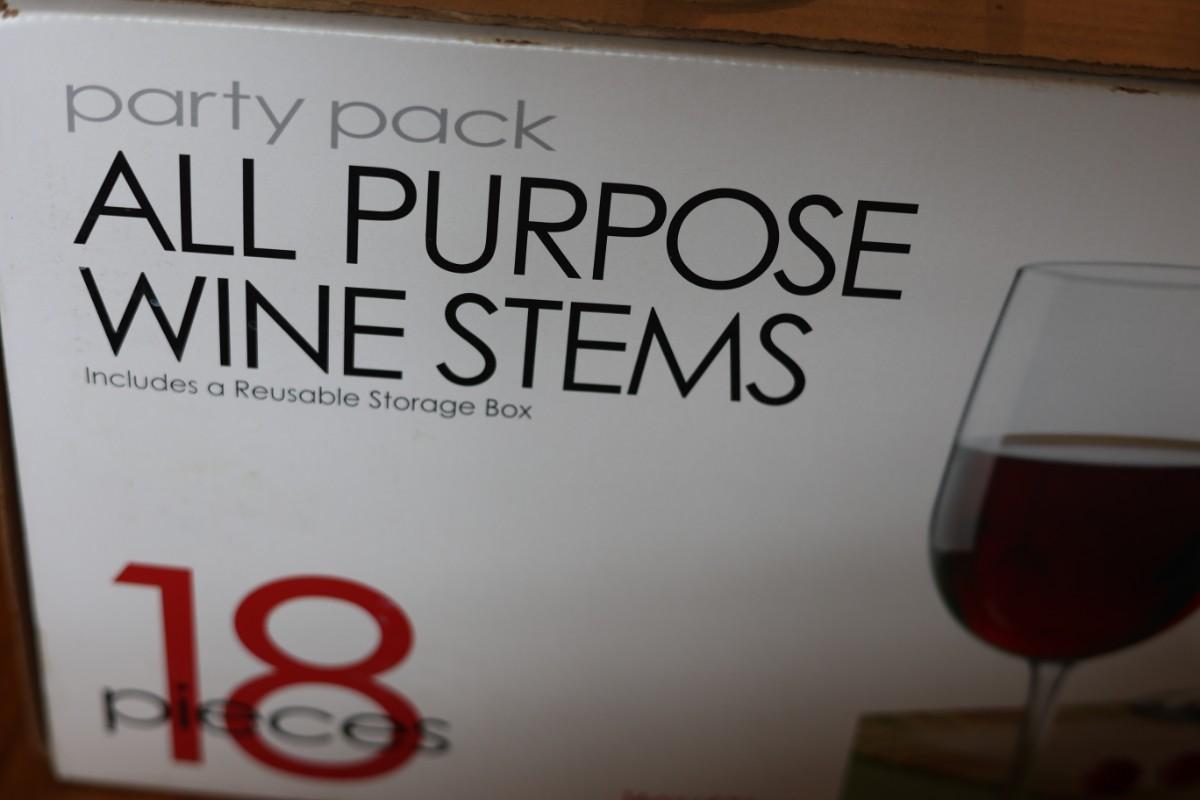 party pack
ALL PURPOSE
WINE STEMS
Includes a Reusable Storage Box
18
pieces